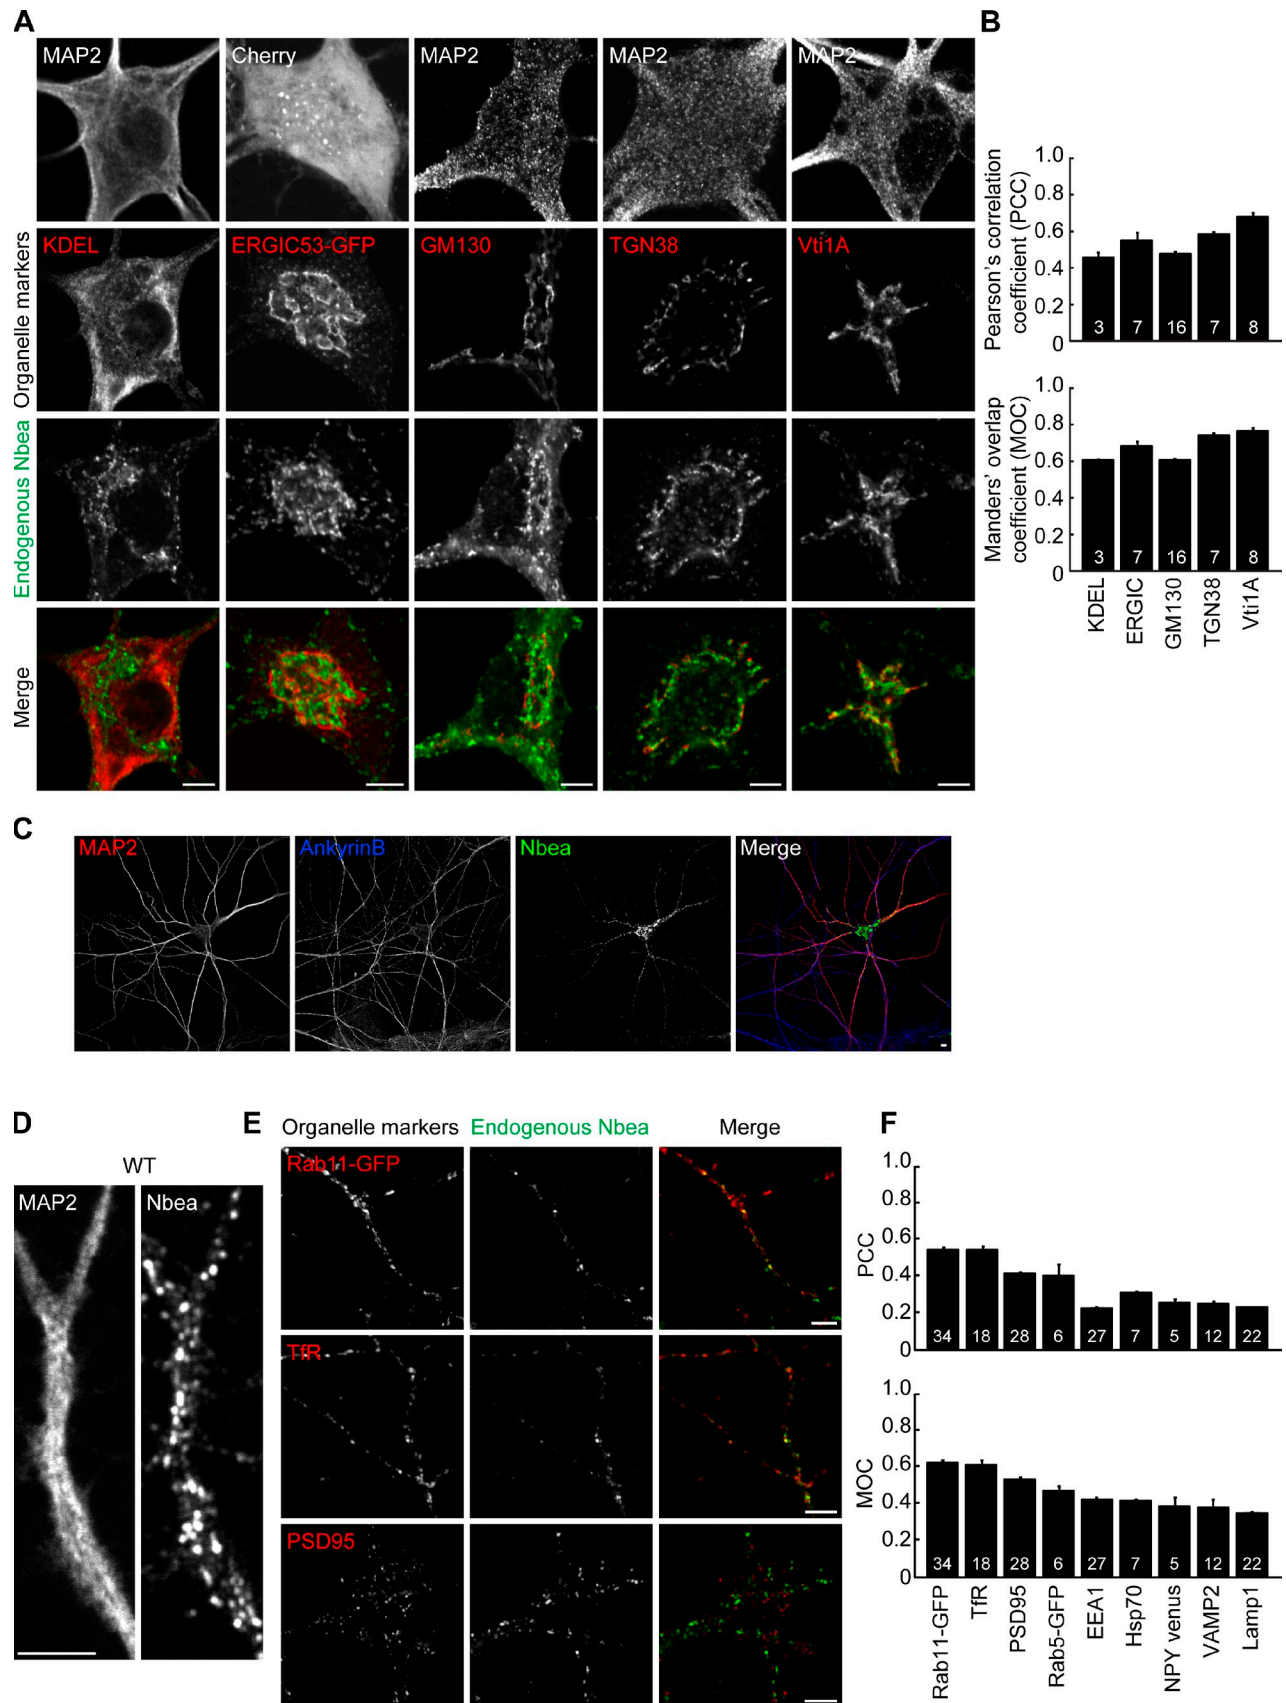 A
MAP2
Cherry
MAP2
MAP2
MAP2
Organelle markers
KDEL
ERGIC53-GFP
GM130
TGN38
Vti1A
Endogenous Nbea
Merge
B
Pearson's correlation
coefficient (PCC)
1.0
0.8
0.6
0.4
0.2
0
3
7
16
7
8
Manders' overlap
coefficient (MOC)
1.0
0.8
0.6
0.4
0.2
0
3
7
16
7
8
KDEL
ERGIC
GM130
TGN38
Vti1A
C
MAP2
AnkyrinB
Nbea
Merge
D
WT
MAP2
Nbea
E
Organelle markers
Endogenous Nbea
Merge
Rab11-GFP
TfR
PSD95
F
PCC
1.0
0.8
0.6
0.4
0.2
0
34
18
28
6
27
7
5
12
22
MOC
1.0
0.8
0.6
0.4
0.2
0
34
18
28
6
27
7
5
12
22
Rab11-GFP
TfR
PSD95
Rab5-GFP
EEA1
Hsp70
NPY venus
VAMP2
Lamp1